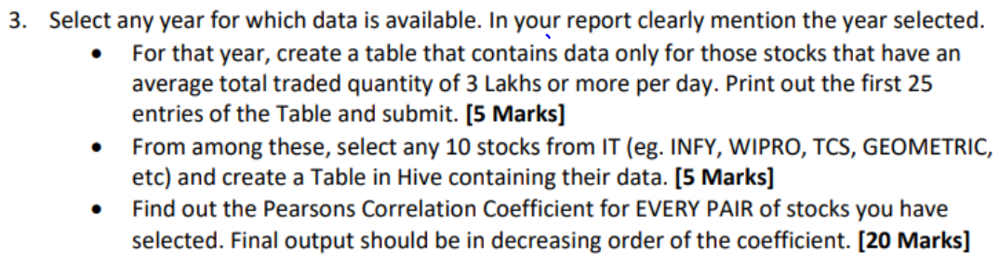 3. Select any year for which data is available. In your report clearly mention the year selected.
• For that year, create a table that contains data only for those stocks that have an
average total traded quantity of 3 Lakhs or more per day. Print out the first 25
entries of the Table and submit. [5 Marks]
• From among these, select any 10 stocks from IT (eg. INFY, WIPRO, TCS, GEOMETRIC,
etc) and create a Table in Hive containing their data. [5 Marks]
• Find out the Pearsons Correlation Coefficient for EVERY PAIR of stocks you have
selected. Final output should be in decreasing order of the coefficient. [20 Marks]